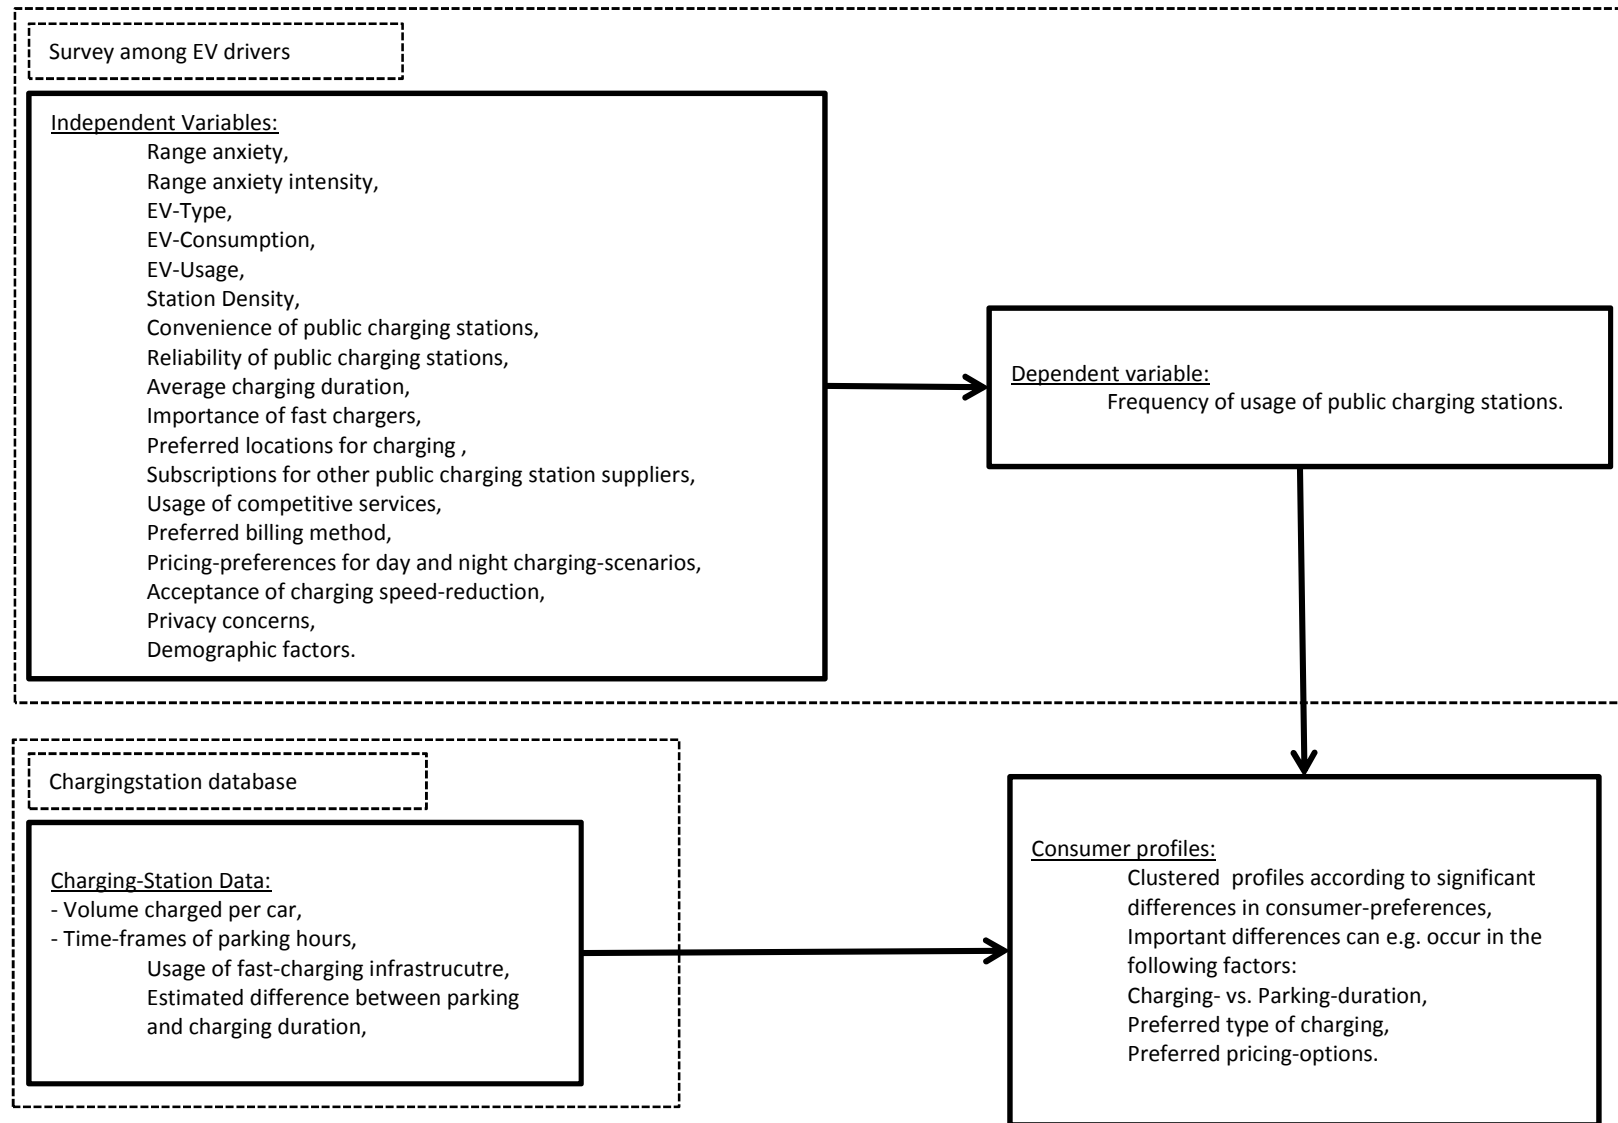 Survey among EV drivers
Independent Variables:
Range anxiety,
Range anxiety intensity,
EV-Type,
EV-Consumption,
EV-Usage,
Station Density,
Convenience of public charging stations,
Reliability of public charging stations,
Average charging duration,
Importance of fast chargers,
Preferred locations for charging ,
Subscriptions for other public charging station suppliers,
Usage of competitive services,
Preferred billing method,
Pricing-preferences for day and night charging-scenarios,
Acceptance of charging speed-reduction,
Privacy concerns,
Demographic factors.
Dependent variable:
Frequency of usage of public charging stations.
Chargingstation database
Charging-Station Data:
- Volume charged per car,
- Time-frames of parking hours,
Usage of fast-charging infrastrucutre,
Estimated difference between parking
and charging duration,
Consumer profiles:
Clustered  profiles according to significant
differences in consumer-preferences,
Important differences can e.g. occur in the
following factors:
Charging- vs. Parking-duration,
Preferred type of charging,
Preferred pricing-options.